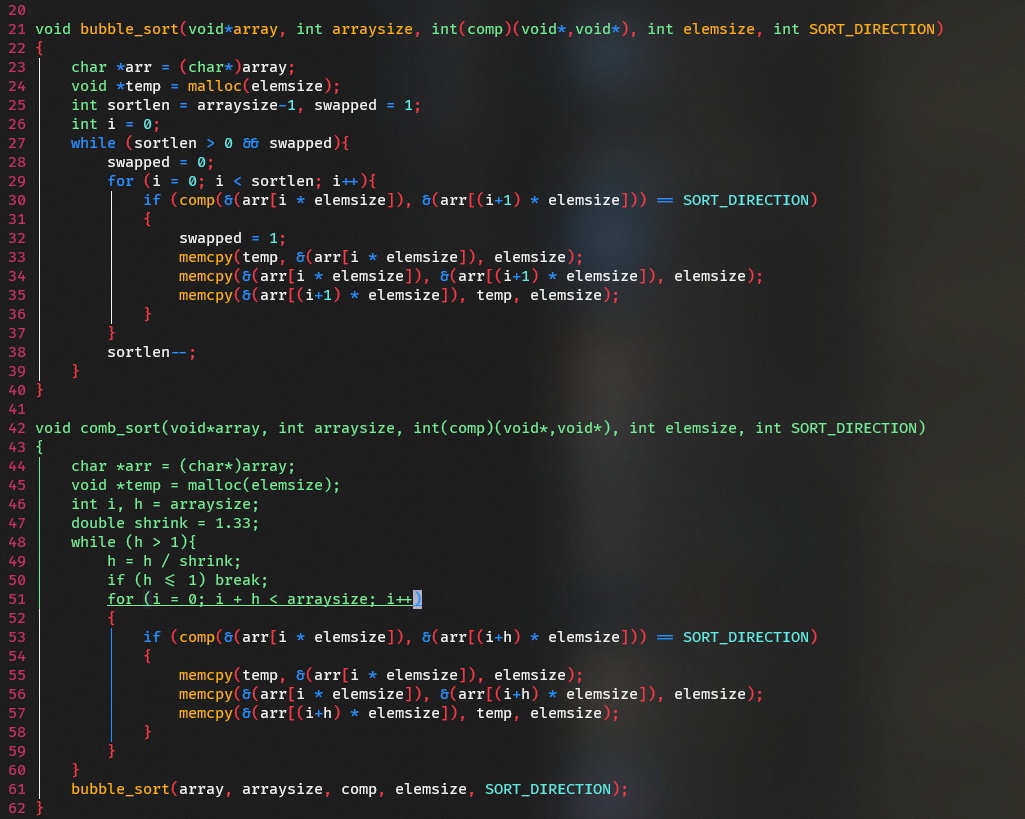 20
21 void bubble_sort(void*array, int arraysize, int(comp)(void*,void*), int elemsize, int SORT_DIRECTION)
22 {
23     char *arr = (char*)array;
24     void *temp = malloc(elemsize);
25     int sortlen = arraysize-1, swapped = 1;
26     int i = 0;
27     while (sortlen > 0 && swapped){
28         swapped = 0;
29         for (i = 0; i < sortlen; i++){
30             if (comp(&(arr[i * elemsize]), &(arr[(i+1) * elemsize])) == SORT_DIRECTION)
31             {
32                 swapped = 1;
33                 memcpy(temp, &(arr[i * elemsize]), elemsize);
34                 memcpy(&(arr[i * elemsize]), &(arr[(i+1) * elemsize]), elemsize);
35                 memcpy(&(arr[(i+1) * elemsize]), temp, elemsize);
36             }
37         }
38         sortlen--;
39     }
40 }
41
42 void comb_sort(void*array, int arraysize, int(comp)(void*,void*), int elemsize, int SORT_DIRECTION)
43 {
44     char *arr = (char*)array;
45     void *temp = malloc(elemsize);
46     int i, h = arraysize;
47     double shrink = 1.33;
48     while (h > 1){
49         h = h / shrink;
50         if (h <= 1) break;
51         for (i = 0; i + h < arraysize; i++)
52         {
53             if (comp(&(arr[i * elemsize]), &(arr[(i+h) * elemsize])) == SORT_DIRECTION)
54             {
55                 memcpy(temp, &(arr[i * elemsize]), elemsize);
56                 memcpy(&(arr[i * elemsize]), &(arr[(i+h) * elemsize]), elemsize);
57                 memcpy(&(arr[(i+h) * elemsize]), temp, elemsize);
58             }
59         }
60     }
61     bubble_sort(array, arraysize, comp, elemsize, SORT_DIRECTION);
62 }